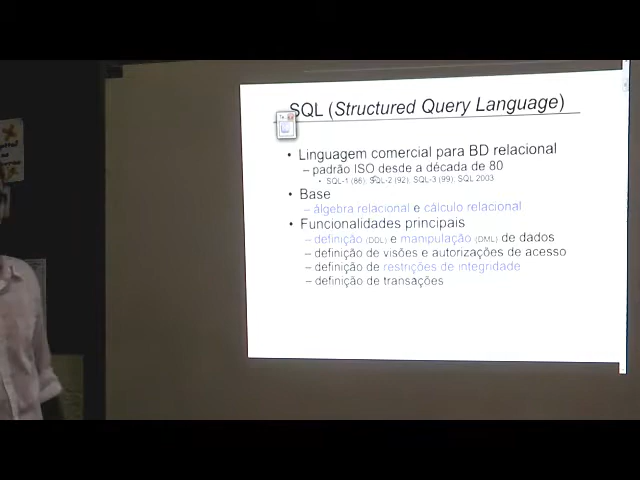 SQL (Structured Query Language)
• Linguagem comercial para BD relacional
– padrão ISO desde a década de 80
• SQL-1 (86), SQL-2 (92), SQL-3 (99), SQL 2003
• Base
– álgebra relacional e cálculo relacional
• Funcionalidades principais
– definição (DDL) e manipulação (DML) de dados
– definição de visões e autorizações de acesso
– definição de restrições de integridade
– definição de transações